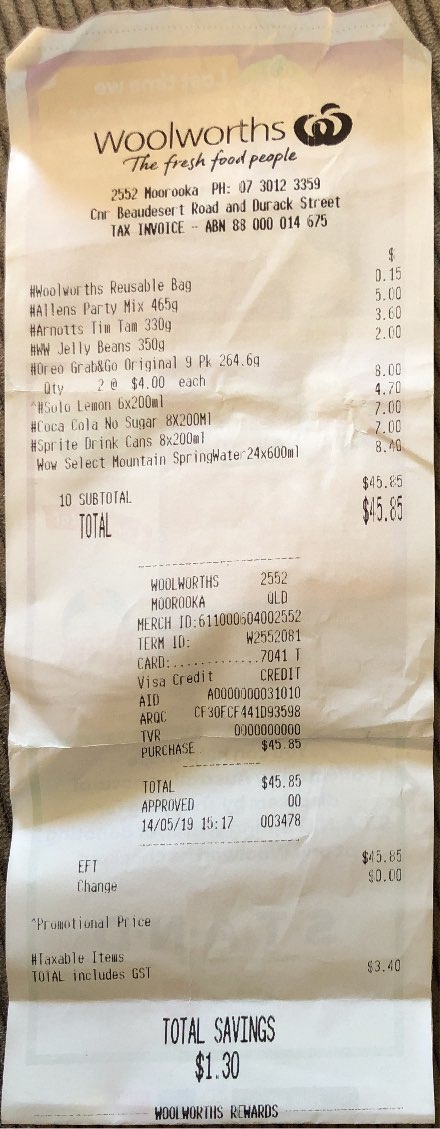 Woolworths
The fresh food people
2552 Moorooka PH: 07 3012 3359
Cnr Beaudesert Road and Durack Street
TAX INVOICE - ABN 88 000 014 675
$
#Woolworths Reusable Bag 0.15
#Allens Party Mix 465g 5.00
#Arnotts Tim Tam 330g 3.60
#WW Jelly Beans 350g 2.00
#Oreo Grab&Go Original 9 Pk 264.6g
Qty 2 @ $4.00 each 8.00
^#Solo Lemon 6x200ml 4.70
#Coca Cola No Sugar 8X200Ml 7.00
#Sprite Drink Cans 8x200ml 7.00
Wow Select Mountain SpringWater24x600ml 8.40
10 SUBTOTAL $45.85
TOTAL $45.85
WOOLWORTHS 2552
MOOROOKA QLD
MERCH ID:611000604002552
TERM ID: W2552081
CARD:..............7041 T
Visa Credit CREDIT
AID A0000000031010
ARQC CF30FCF441D93598
TVR 0000000000
PURCHASE $45.85
TOTAL $45.85
APPROVED 00
14/05/19 15:17 003478
EFT $45.85
Change $0.00
^Promotional Price
#Taxable Items
TOTAL includes GST $3.40
TOTAL SAVINGS
$1.30
WOOLWORTHS REWARDS